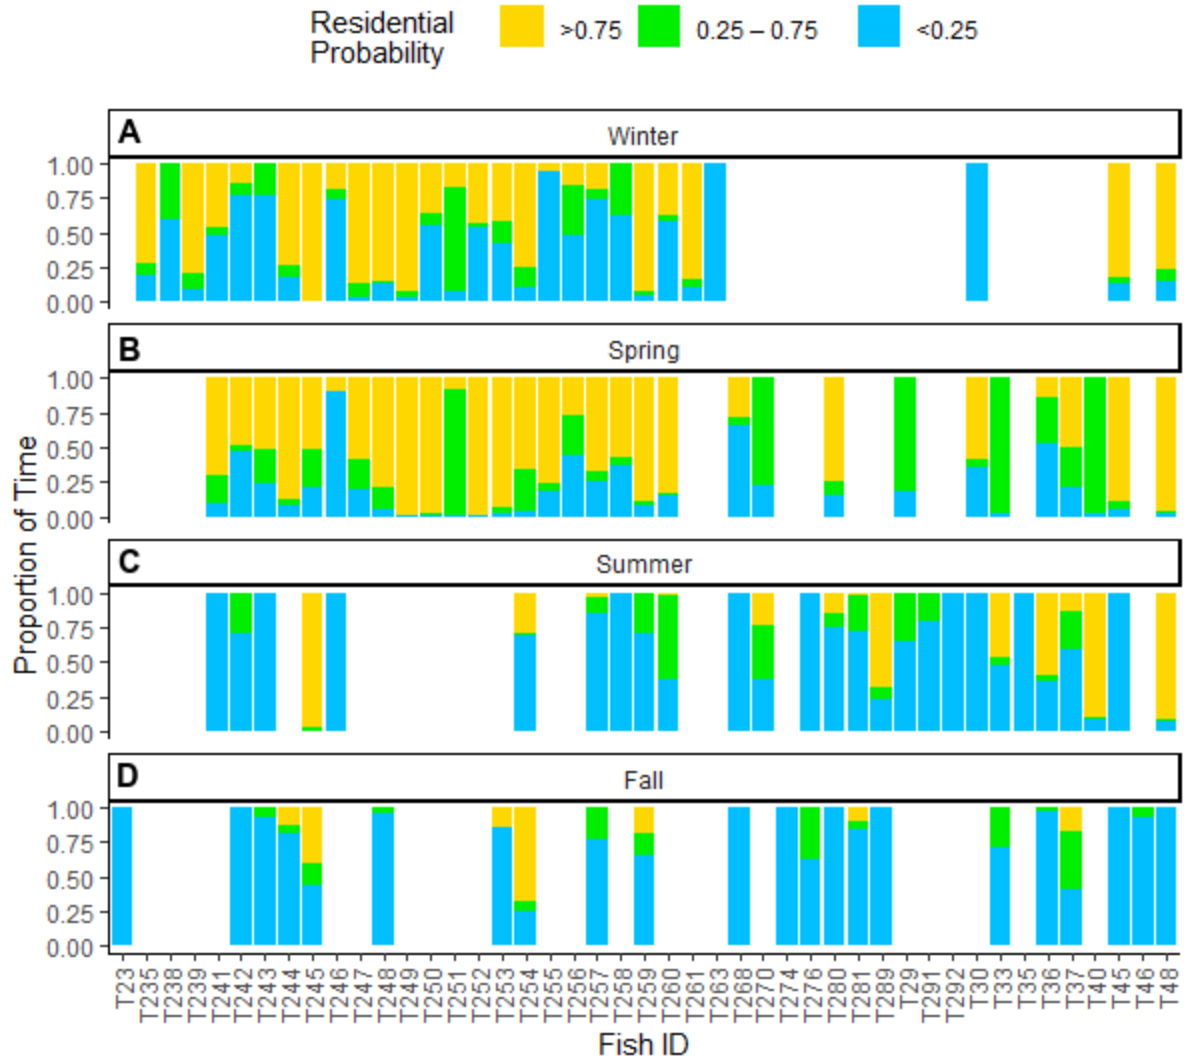 Residential
Probability
>0.75
0.25 – 0.75
<0.25
A
Winter
1.00
0.75
0.50
0.25
0.00
B
Spring
1.00
0.75
0.50
0.25
0.00
C
Summer
1.00
0.75
0.50
0.25
0.00
D
Fall
1.00
0.75
0.50
0.25
0.00
Proportion of Time
T23
T235
T238
T239
T241
T242
T243
T244
T245
T246
T247
T248
T249
T250
T251
T252
T253
T254
T255
T256
T257
T258
T259
T260
T261
T263
T268
T270
T274
T276
T280
T281
T289
T29
T291
T292
T30
T33
T35
T36
T37
T40
T45
T46
T48
Fish ID